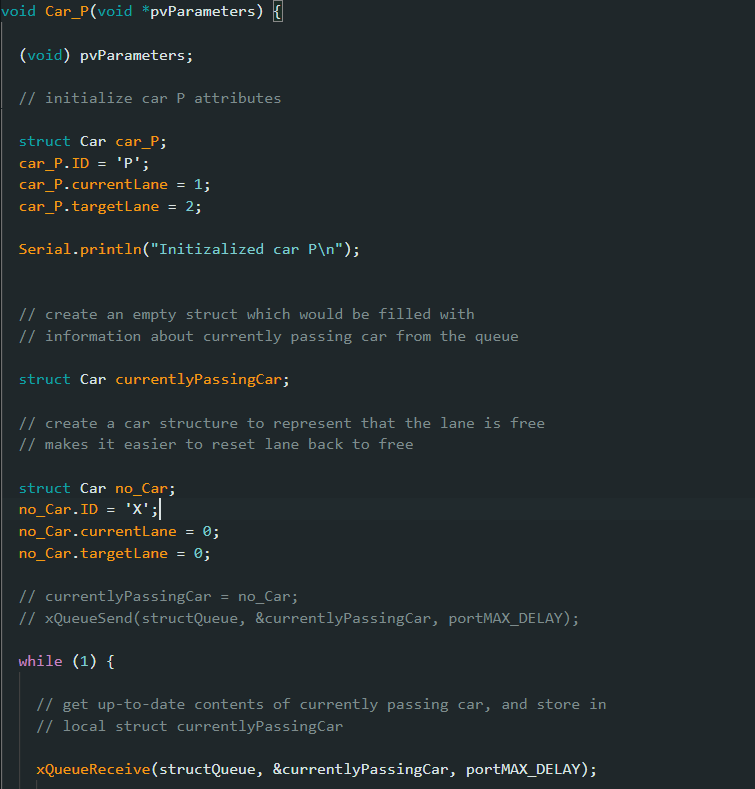 void Car_P(void *pvParameters) {
(void) pvParameters;
// initialize car P attributes
struct Car car_P;
car_P.ID = 'P';
car_P.currentLane = 1;
car_P.targetLane = 2;
Serial.println("Initizalized car P\n");
// create an empty struct which would be filled with
// information about currently passing car from the queue
struct Car currentlyPassingCar;
// create a car structure to represent that the lane is free
// makes it easier to reset lane back to free
struct Car no_Car;
no_Car.ID = 'X';
no_Car.currentLane = 0;
no_Car.targetLane = 0;
// currentlyPassingCar = no_Car;
// xQueueSend(structQueue, &currentlyPassingCar, portMAX_DELAY);
while (1) {
// get up-to-date contents of currently passing car, and store in
// local struct currentlyPassingCar
xQueueReceive(structQueue, &currentlyPassingCar, portMAX_DELAY);